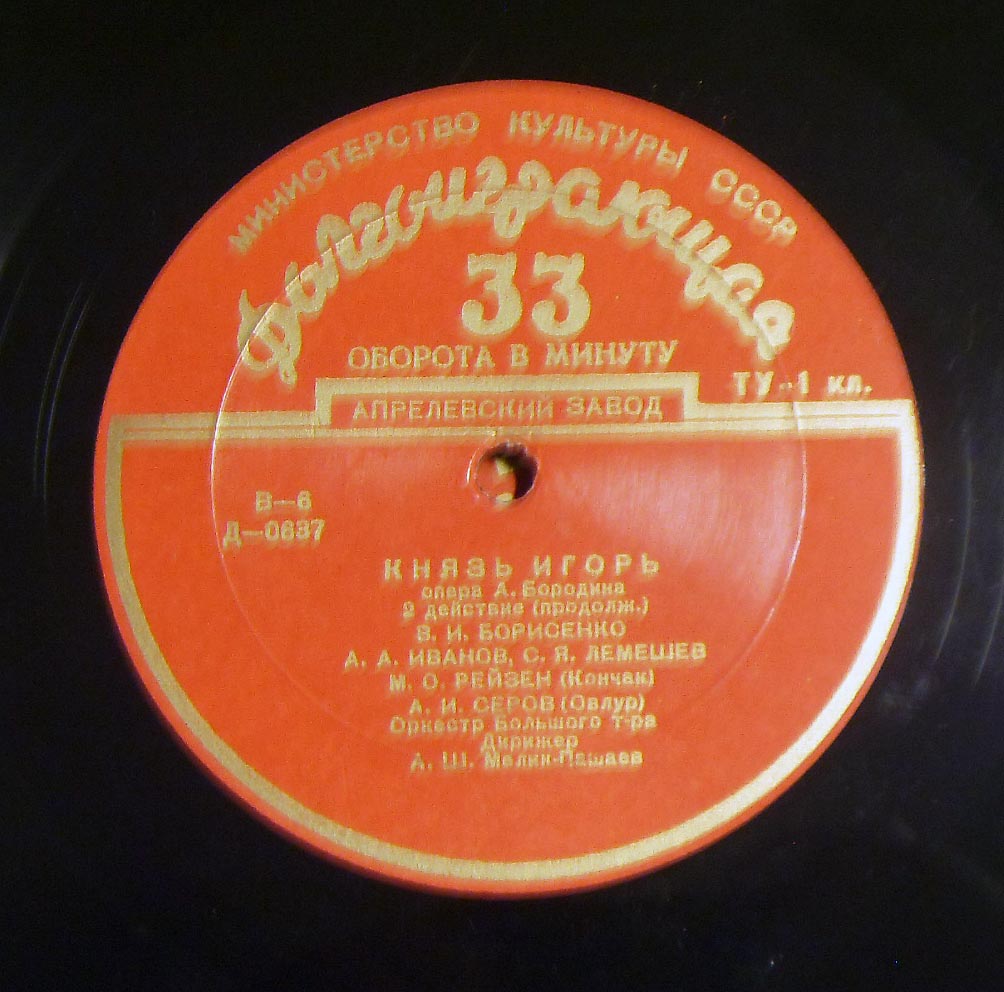 МИНИСТЕРСТВО КУЛЬТУРЫ СССР
Долгоиграющая
33
ОБОРОТА В МИНУТУ
ТУ-1 кл.
АПРЕЛЕВСКИЙ ЗАВОД
В—6
Д—0637
КНЯЗЬ ИГОРЬ
опера А. Бородина
2 действие (продолж.)
В. И. БОРИСЕНКО
А. А. ИВАНОВ, С. Я. ЛЕМЕШЕВ
М. О. РЕЙЗЕН (Кончак)
А. И. СЕРОВ (Овлур)
Оркестр Большого т-ра
Дирижер
А. Ш. Мелик-Пашаев